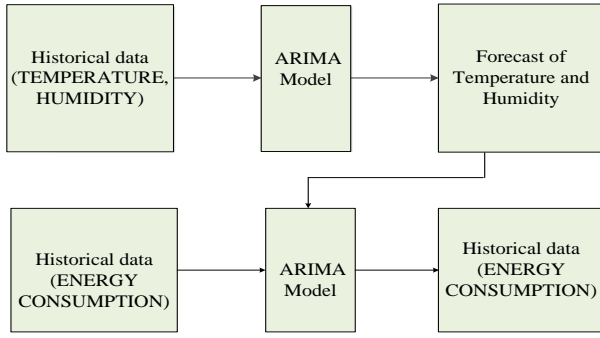 Historical data
(TEMPERATURE,
HUMIDITY)
ARIMA
Model
Forecast of
Temperature and
Humidity
Historical data
(ENERGY
CONSUMPTION)
ARIMA
Model
Historical data
(ENERGY
CONSUMPTION)